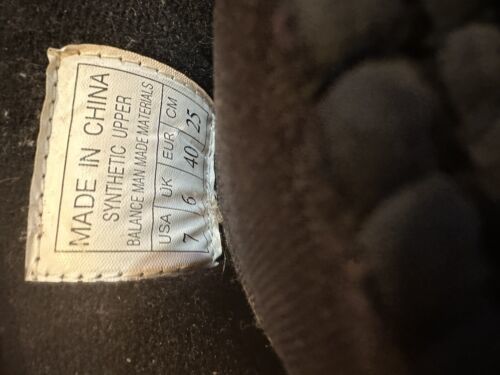 MADE IN CHINA
SYNTHETIC UPPER
BALANCE MAN MADE MATERIALS
USA UK EUR CM
7 6 40 25